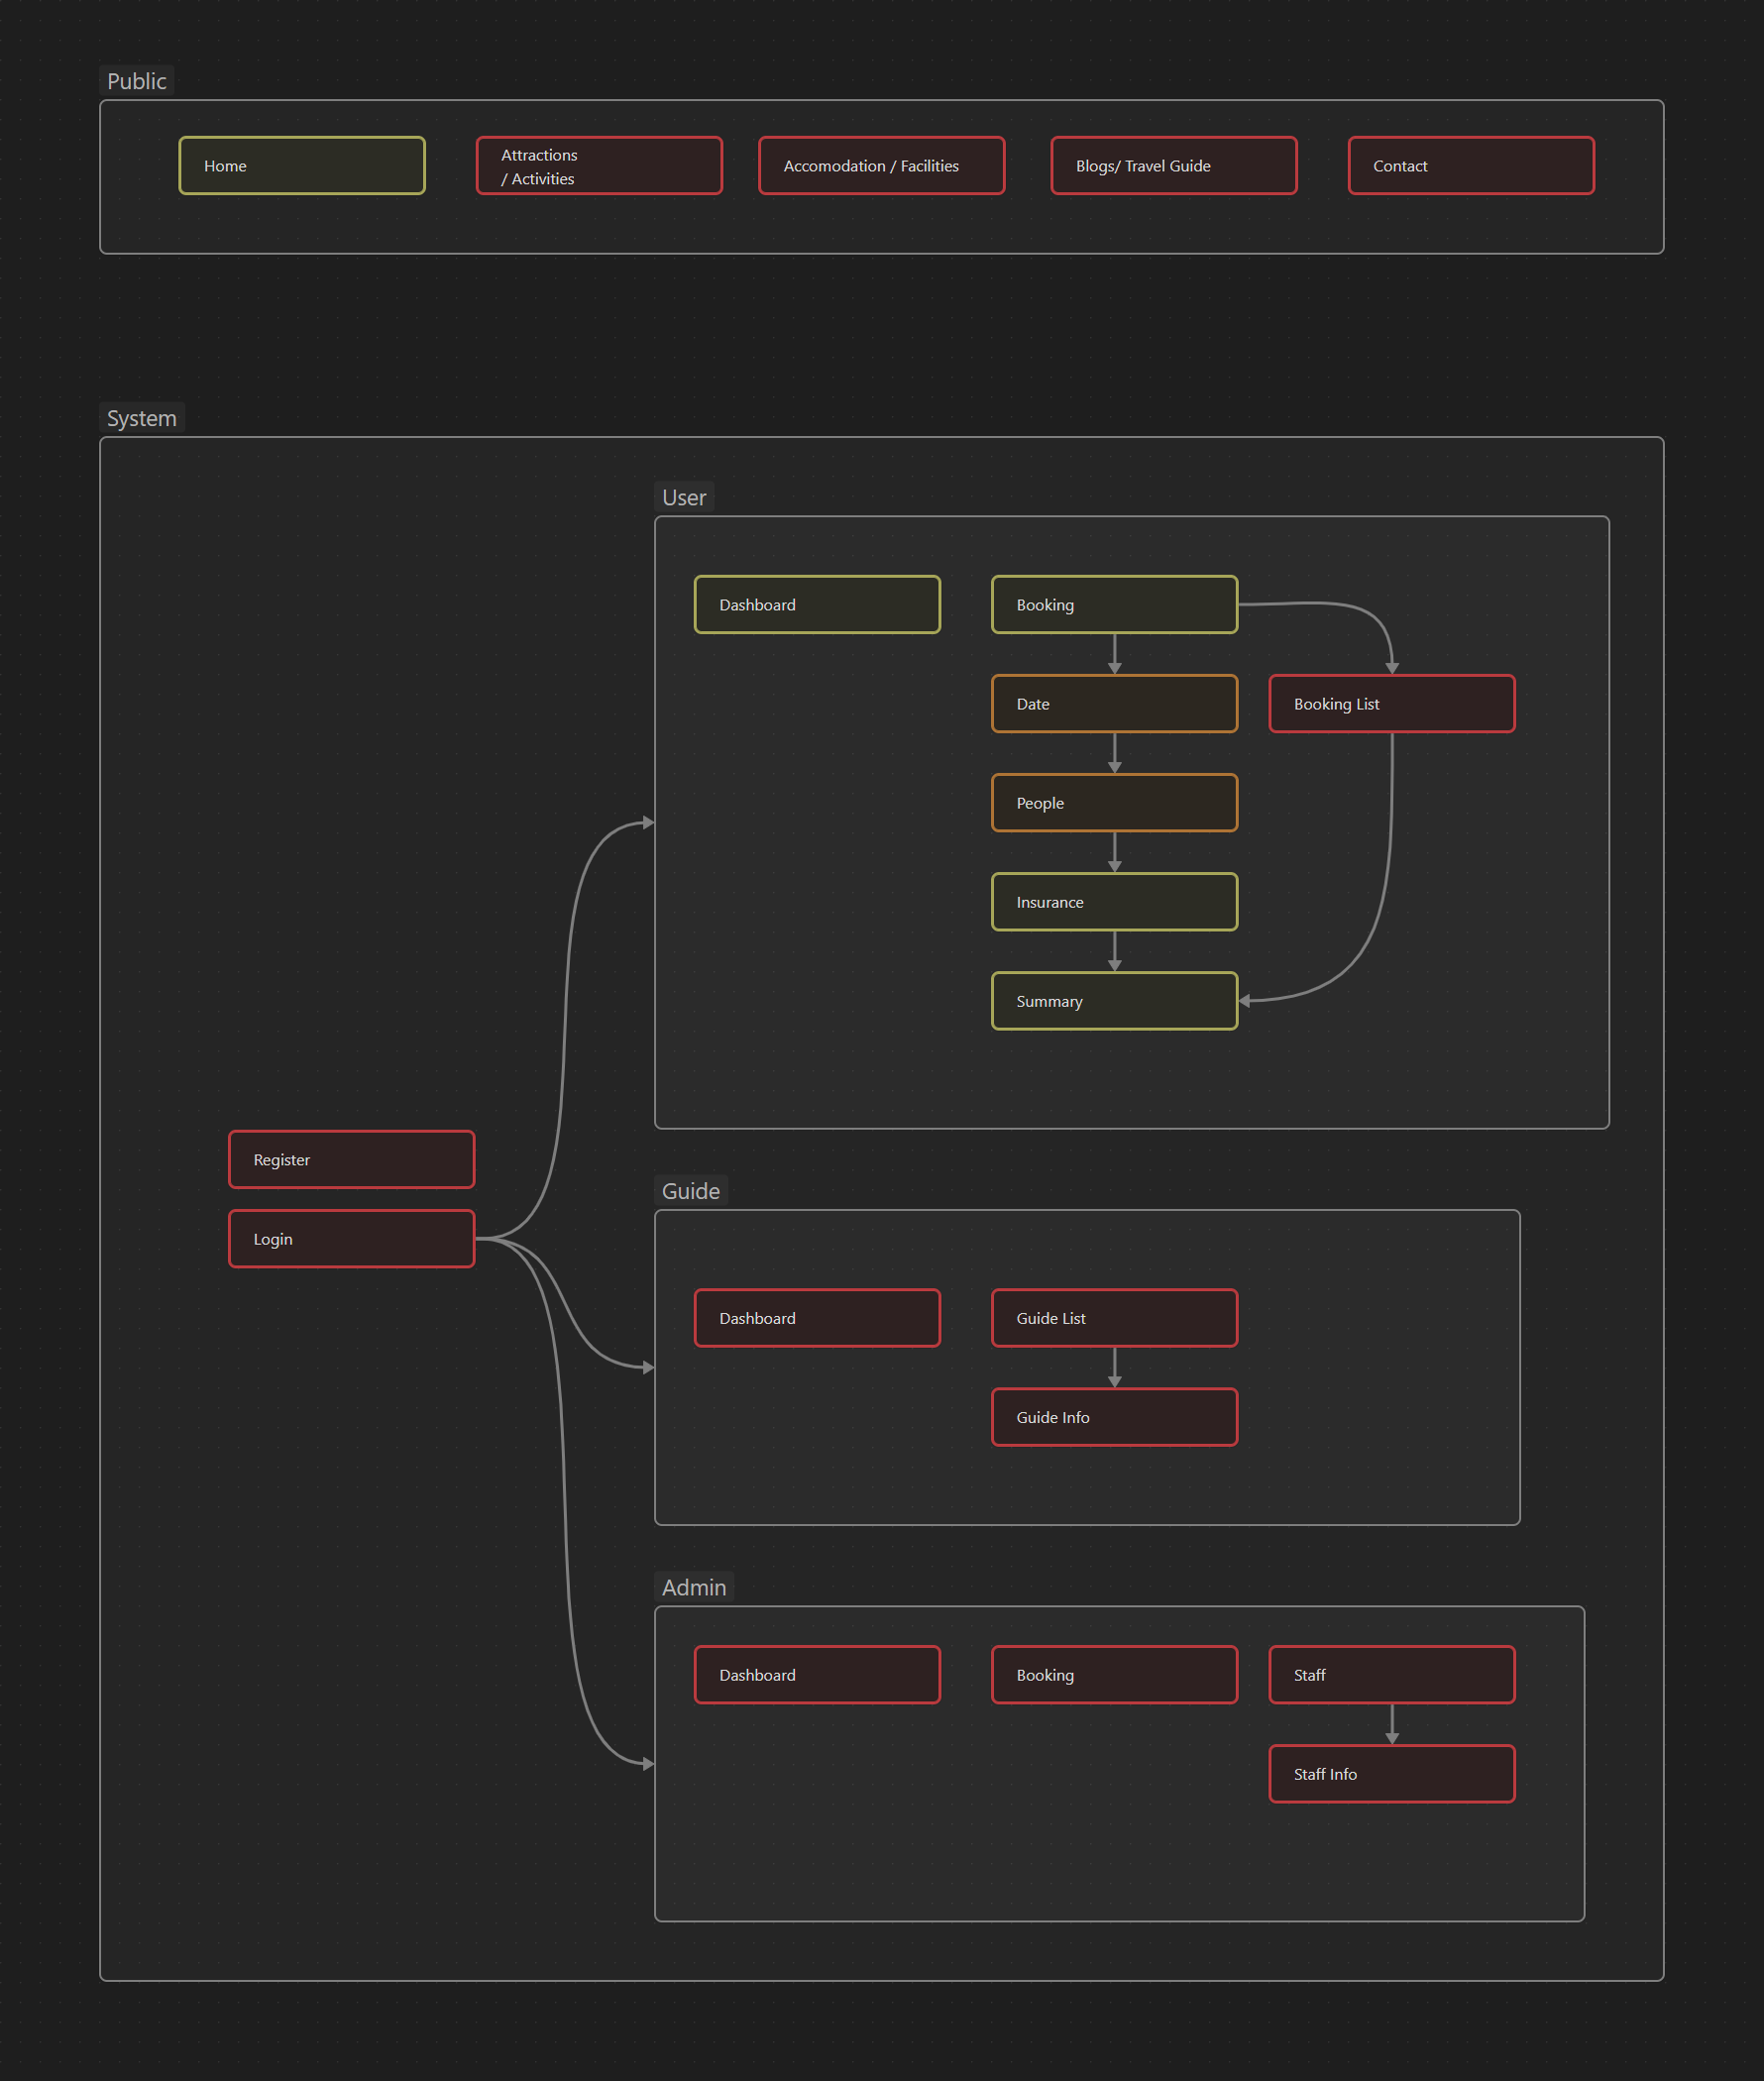 Public
Home
Attractions
/ Activities
Accomodation / Facilities
Blogs/ Travel Guide
Contact
System
User
Dashboard
Booking
Date
Booking List
People
Insurance
Summary
Register
Login
Guide
Dashboard
Guide List
Guide Info
Admin
Dashboard
Booking
Staff
Staff Info